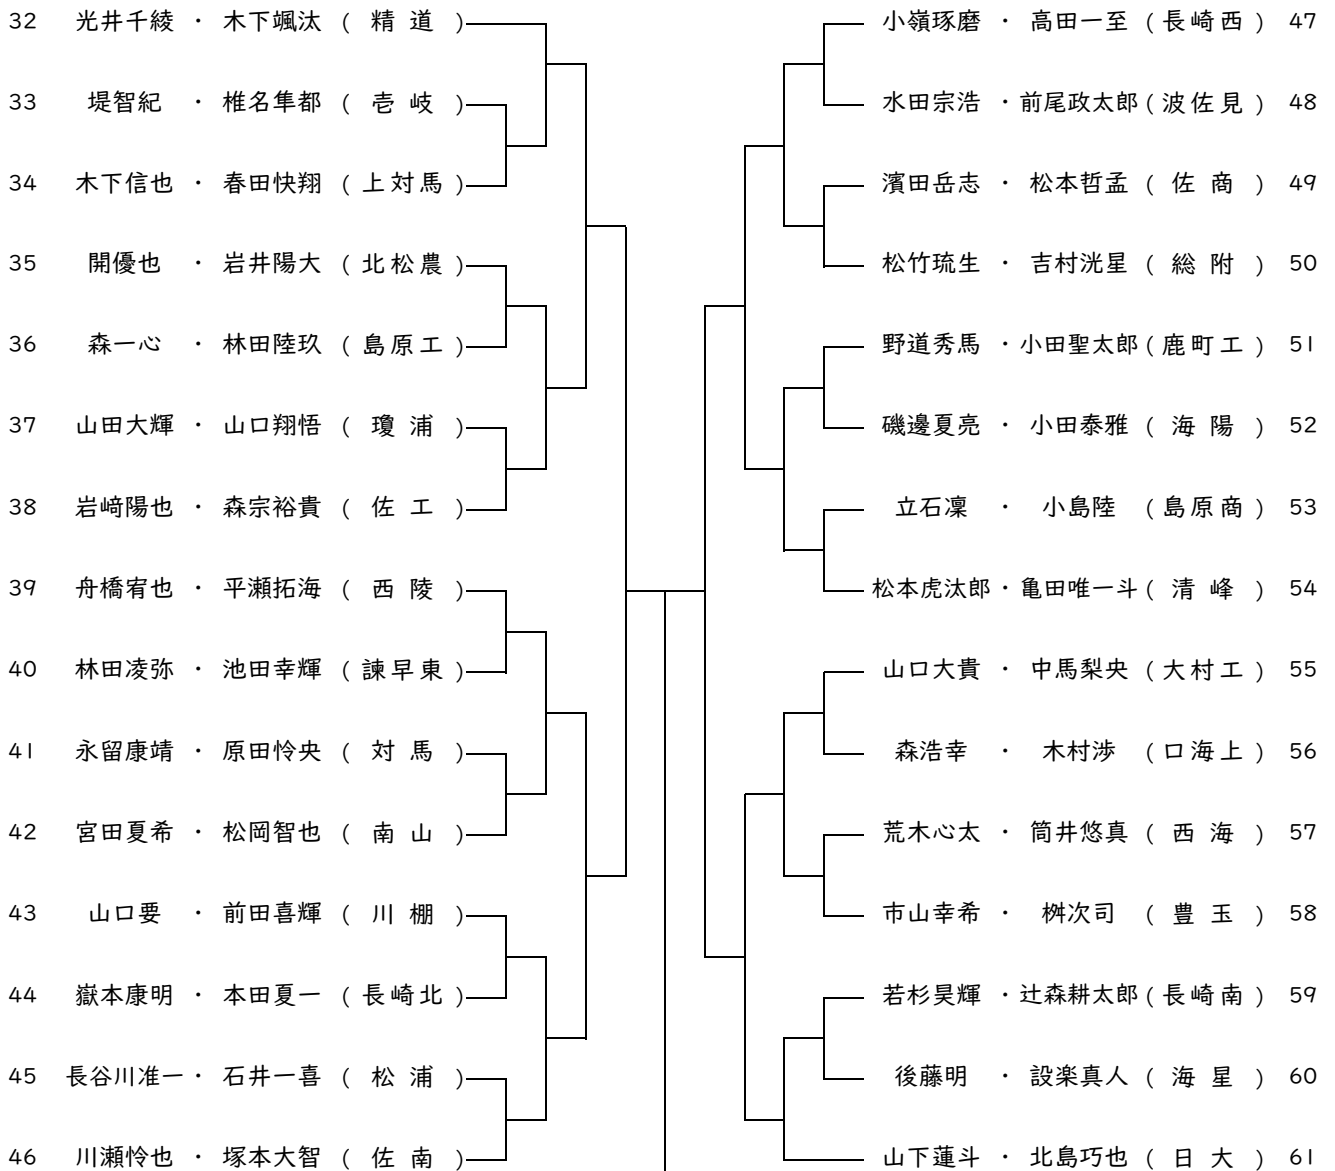 32 光井千綾 ・ 木下颯汰 ( 精 道 )
33 堤智紀 ・ 椎名隼都 ( 壱 岐 )
34 木下信也 ・ 春田快翔 ( 上対馬 )
35 開優也 ・ 岩井陽大 ( 北松農 )
36 森一心 ・ 林田陸玖 ( 島原工 )
37 山田大輝 ・ 山口翔悟 ( 瓊 浦 )
38 岩﨑陽也 ・ 森宗裕貴 ( 佐 工 )
39 舟橋宥也 ・ 平瀬拓海 ( 西 陵 )
40 林田凌弥 ・ 池田幸輝 ( 諫早東 )
41 永留康靖 ・ 原田怜央 ( 対 馬 )
42 宮田夏希 ・ 松岡智也 ( 南 山 )
43 山口要 ・ 前田喜輝 ( 川 棚 )
44 嶽本康明 ・ 本田夏一 ( 長崎北 )
45 長谷川准一 ・ 石井一喜 ( 松 浦 )
46 川瀬怜也 ・ 塚本大智 ( 佐 南 )
小嶺琢磨 ・ 高田一至 ( 長崎西 ) 47
水田宗浩 ・ 前尾政太郎 ( 波佐見 ) 48
濱田岳志 ・ 松本哲孟 ( 佐 商 ) 49
松竹琉生 ・ 吉村洸星 ( 総 附 ) 50
野道秀馬 ・ 小田聖太郎 ( 鹿町工 ) 51
磯邊夏亮 ・ 小田泰雅 ( 海 陽 ) 52
立石凜 ・ 小島陸 ( 島原商 ) 53
松本虎汰郎 ・ 亀田唯一斗 ( 清 峰 ) 54
山口大貴 ・ 中馬梨央 ( 大村工 ) 55
森浩幸 ・ 木村渉 ( 口海上 ) 56
荒木心太 ・ 筒井悠真 ( 西 海 ) 57
市山幸希 ・ 桝次司 ( 豊 玉 ) 58
若杉昊輝 ・ 辻森耕太郎 ( 長崎南 ) 59
後藤明 ・ 設楽真人 ( 海 星 ) 60
山下蓮斗 ・ 北島巧也 ( 日 大 ) 61